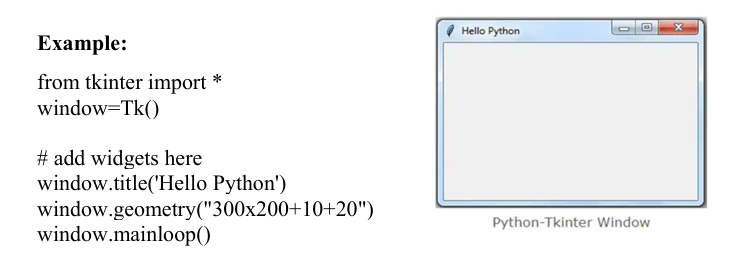 Example:
from tkinter import *
window=Tk()
# add widgets here
window.title('Hello Python')
window.geometry("300x200+10+20")
window.mainloop()
Hello Python
Python-Tkinter Window